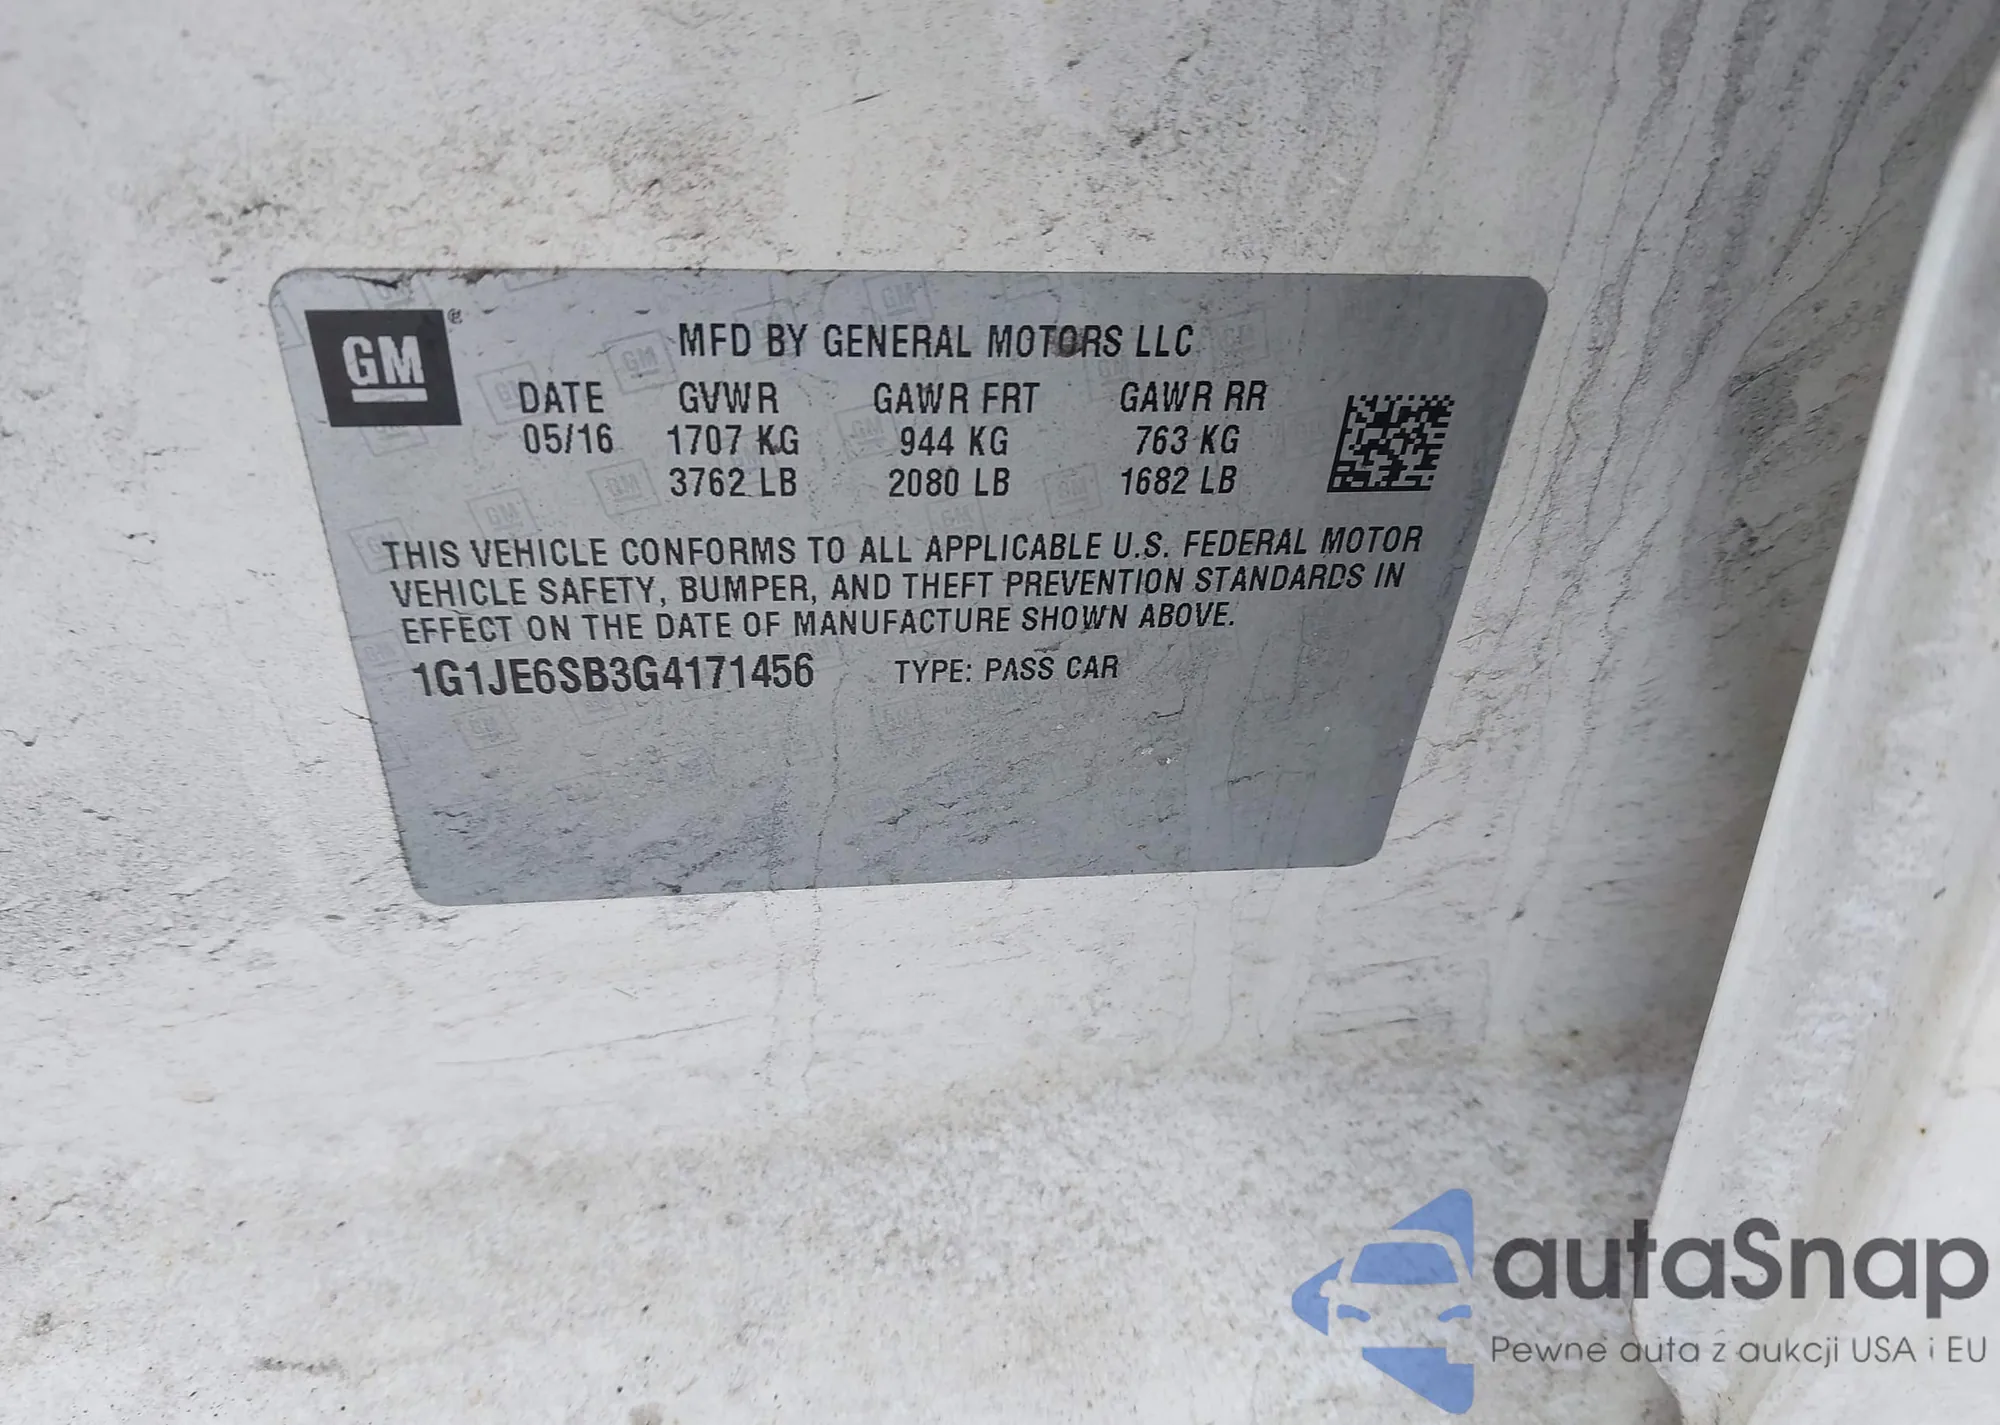 GM®
MFD BY GENERAL MOTORS LLC
DATE GVWR GAWR FRT GAWR RR
05/16 1707 KG 944 KG 763 KG
3762 LB 2080 LB 1682 LB
THIS VEHICLE CONFORMS TO ALL APPLICABLE U.S. FEDERAL MOTOR
VEHICLE SAFETY, BUMPER, AND THEFT PREVENTION STANDARDS IN
EFFECT ON THE DATE OF MANUFACTURE SHOWN ABOVE.
1G1JE6SB3G4171456 TYPE: PASS CAR
autaSnap
Pewne auta z aukcji USA i EU